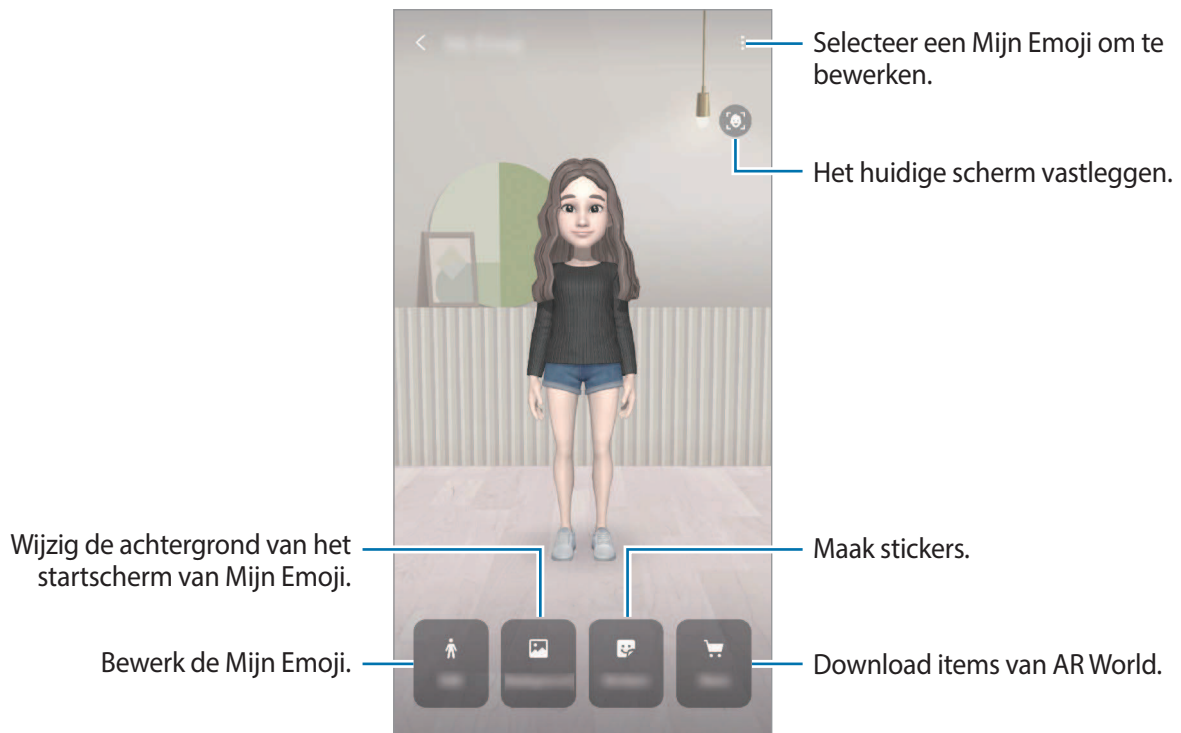 Selecteer een Mijn Emoji om te
bewerken.
Het huidige scherm vastleggen.
Wijzig de achtergrond van het
startscherm van Mijn Emoji.
Maak stickers.
Bewerk de Mijn Emoji.
Download items van AR World.